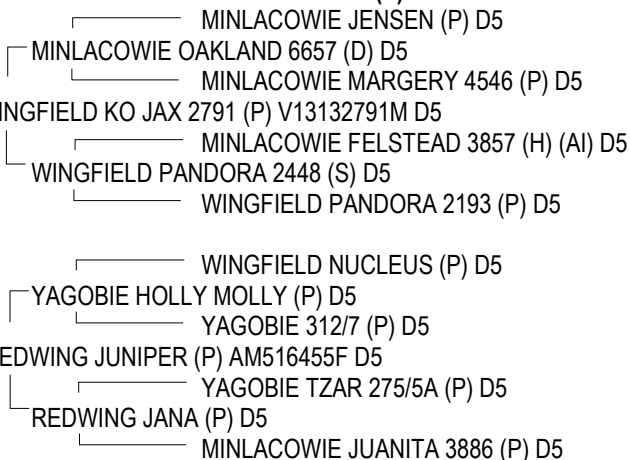 MINLACOWIE JENSEN (P) D5
MINLACOWIE OAKLAND 6657 (D) D5
MINLACOWIE MARGERY 4546 (P) D5
INGFIELD KO JAX 2791 (P) V13132791M D5
MINLACOWIE FELSTEAD 3857 (H) (AI) D5
WINGFIELD PANDORA 2448 (S) D5
WINGFIELD PANDORA 2193 (P) D5
WINGFIELD NUCLEUS (P) D5
YAGOBIE HOLLY MOLLY (P) D5
YAGOBIE 312/7 (P) D5
EDWING JUNIPER (P) AM516455F D5
YAGOBIE TZAR 275/5A (P) D5
REDWING JANA (P) D5
MINLACOWIE JUANITA 3886 (P) D5